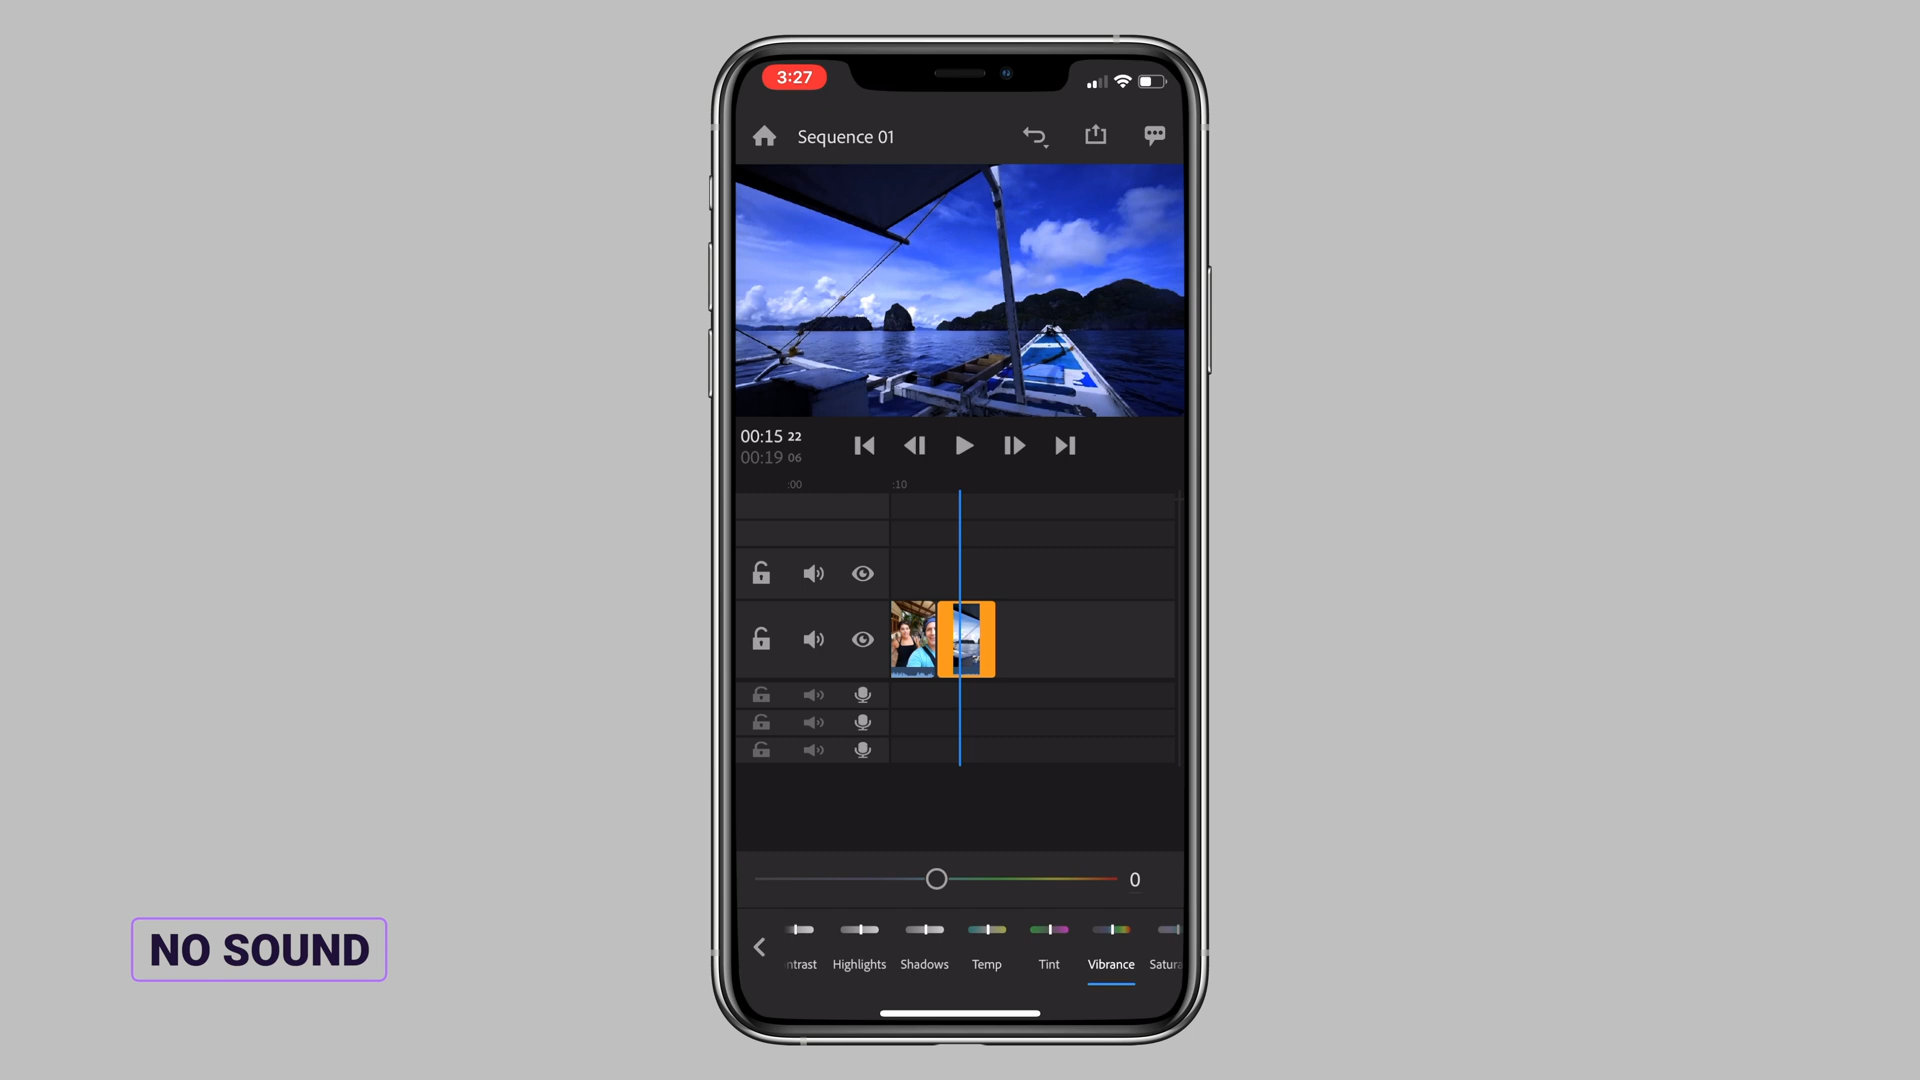 3:27
Sequence 01
00:15 22
00:19 06
:00 :10
0
ntrast Highlights Shadows Temp Tint Vibrance Satura
NO SOUND